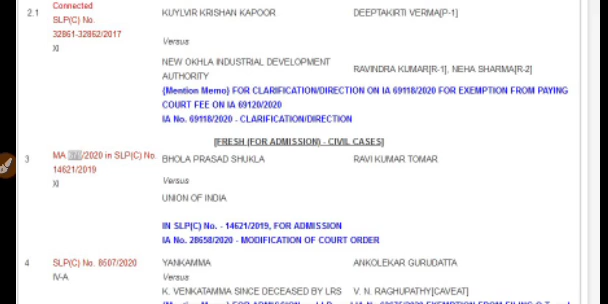 Connected
2.1 SLP(C) No. KUYLVIR KRISHAN KAPOOR DEEPTAKIRTI VERMA[P-1]
32861-32862/2017
XI Versus
NEW OKHLA INDUSTRIAL DEVELOPMENT AUTHORITY RAVINDRA KUMAR[R-1], NEHA SHARMA[R-2]
{Mention Memo} FOR CLARIFICATION/DIRECTION ON IA 69118/2020 FOR EXEMPTION FROM PAYING
COURT FEE ON IA 69120/2020
IA No. 69118/2020 - CLARIFICATION/DIRECTION
[FRESH (FOR ADMISSION) - CIVIL CASES]
3 MA /2020 in SLP(C) No. BHOLA PRASAD SHUKLA RAVI KUMAR TOMAR
14621/2019
XI Versus
UNION OF INDIA
IN SLP(C) No. - 14621/2019, FOR ADMISSION
IA No. 28658/2020 - MODIFICATION OF COURT ORDER
4 SLP(C) No. 8607/2020 YANKAMMA ANKOLEKAR GURUDATTA
IV-A Versus
K. VENKATAMMA SINCE DECEASED BY LRS V. N. RAGHUPATHY[CAVEAT]